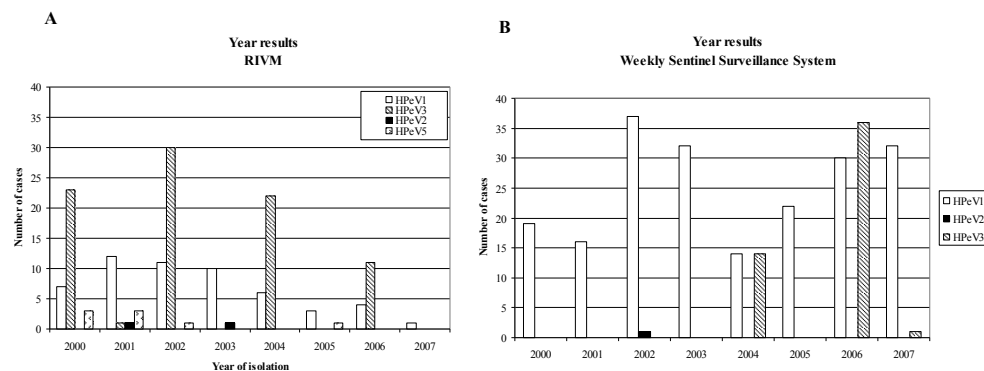 A
Year results
RIVM
40
35
30
25
20
15
10
5
0
Number of cases
HPeV1
HPeV3
HPeV2
HPeV5
2000 2001 2002 2003 2004 2005 2006 2007
Year of isolation
B
Year results
Weekly Sentinel Surveillance System
40
35
30
25
20
15
10
5
0
Number of cases
2000 2001 2002 2003 2004 2005 2006 2007
HPeV1
HPeV2
HPeV3